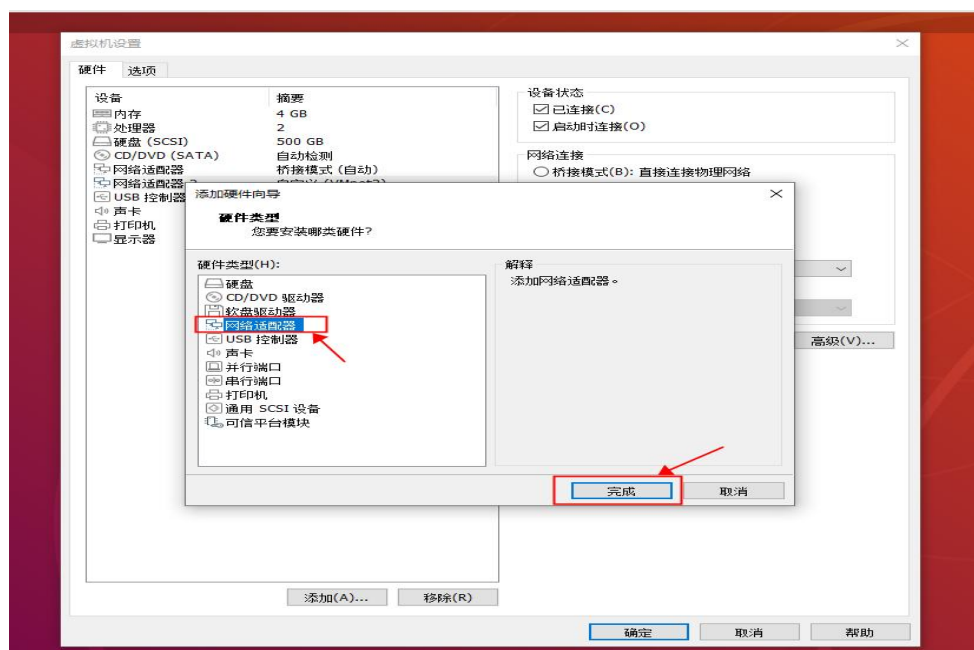 虚拟机设置
硬件 选项
设备 摘要
内存 4 GB
处理器 2
硬盘 (SCSI) 500 GB
CD/DVD (SATA) 自动检测
网络适配器 桥接模式 (自动)
网络适配器 2 自定义 (VMnet2)
USB 控制器
声卡
打印机
显示器
添加(A)... 移除(R)
设备状态
已连接(C)
启动时连接(O)
网络连接
桥接模式(B): 直接连接物理网络
高级(V)...
添加硬件向导
硬件类型
您要安装哪类硬件?
硬件类型(H):
硬盘
CD/DVD 驱动器
软盘驱动器
网络适配器
USB 控制器
声卡
并行端口
串行端口
打印机
通用 SCSI 设备
可信平台模块
解释
添加网络适配器。
完成 取消
确定 取消 帮助